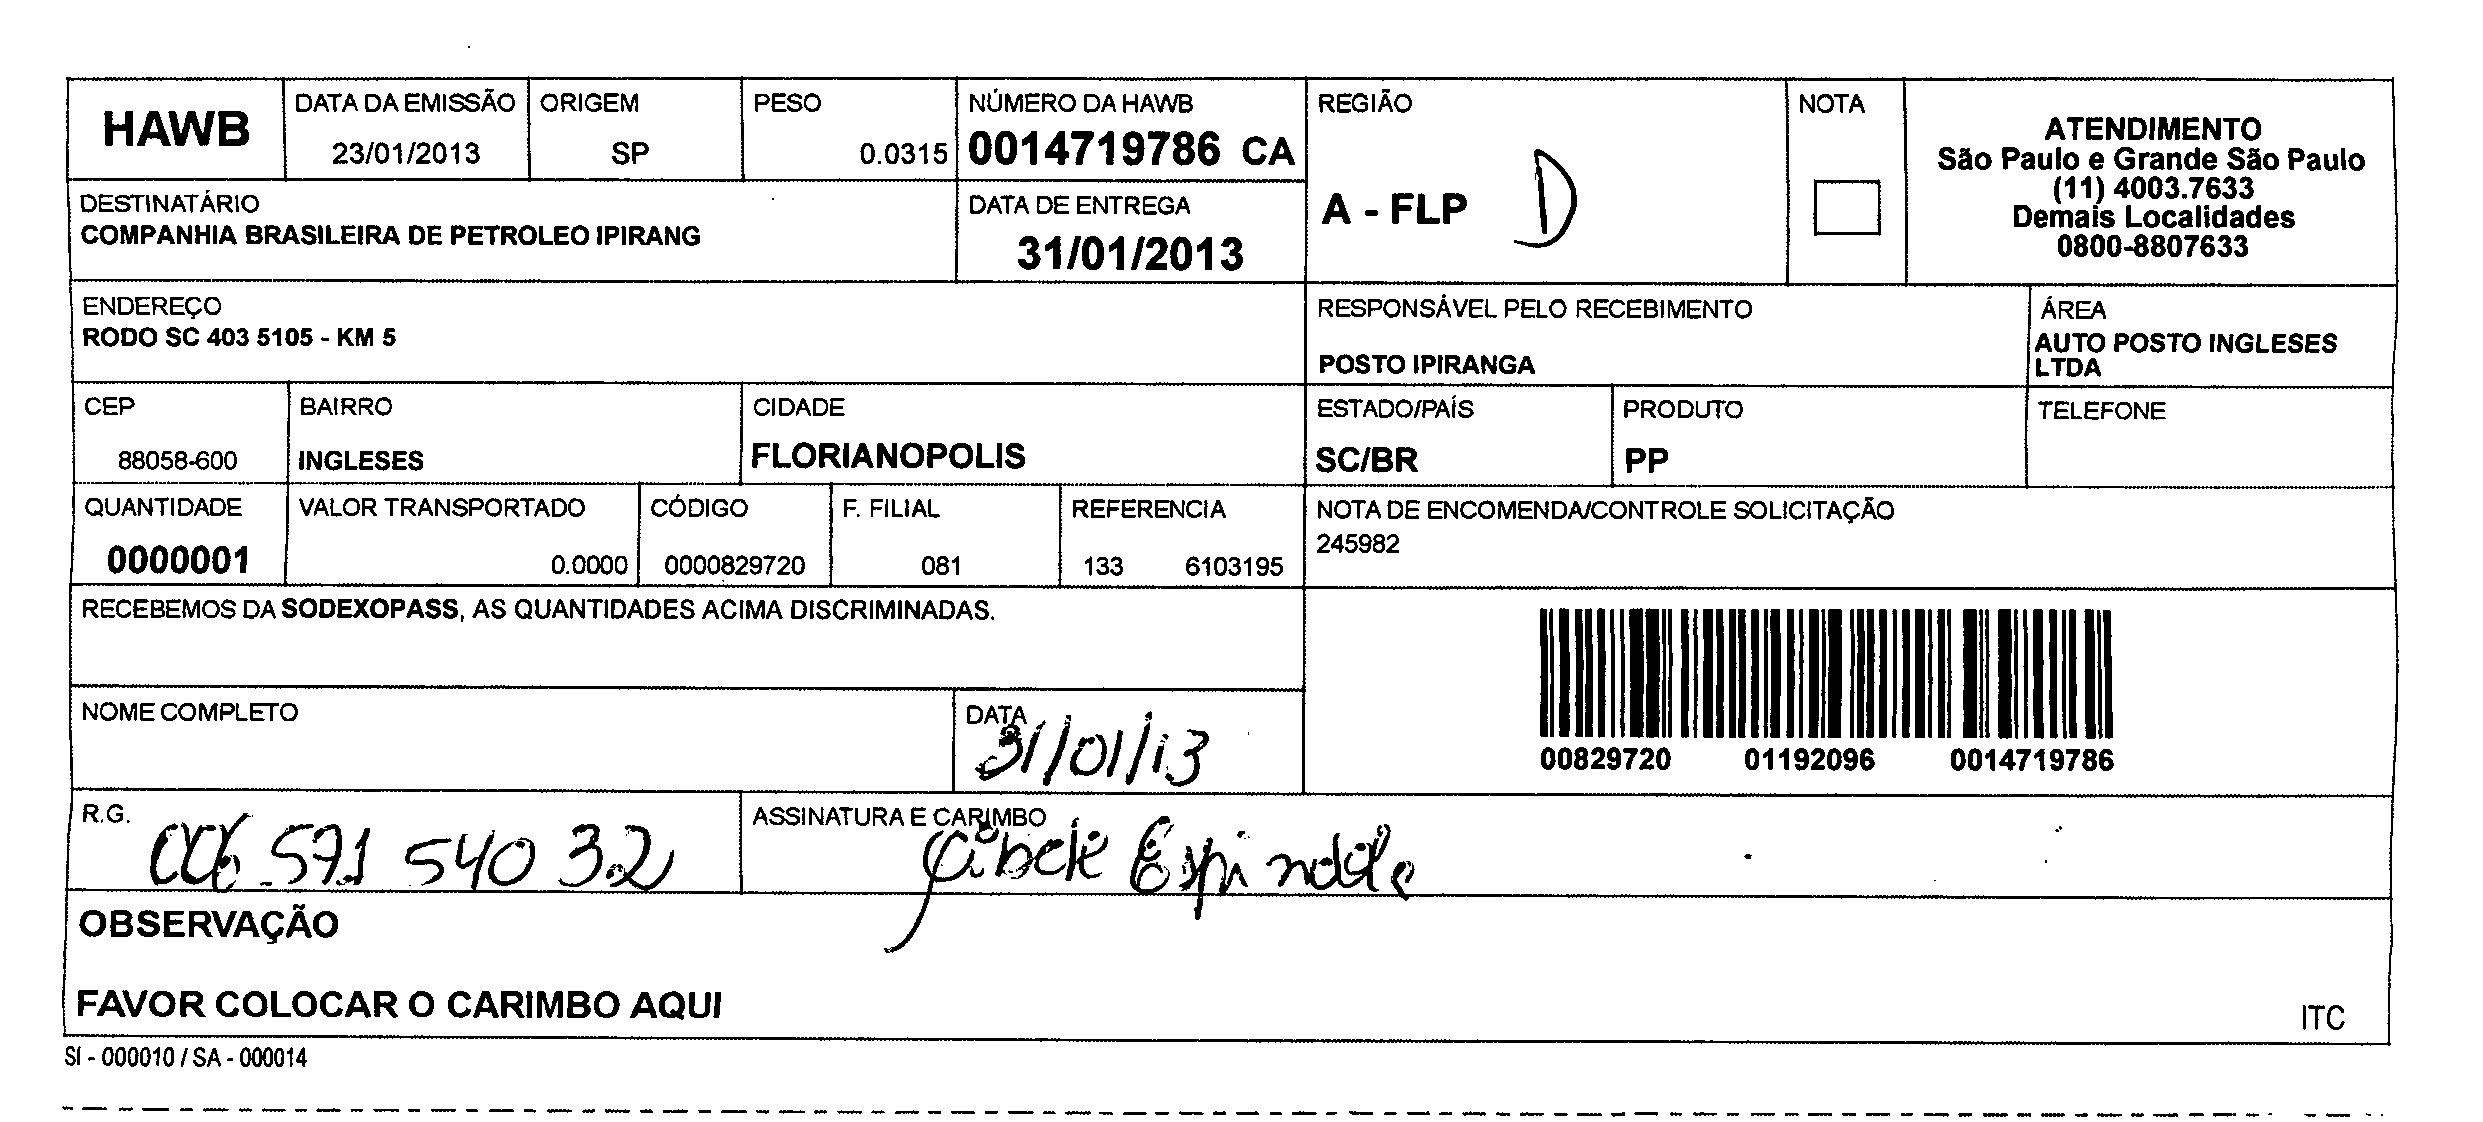 HAWB
DATA DA EMISSÃO
23/01/2013
ORIGEM
SP
PESO
0.0315
NÚMERO DA HAWB
0014719786 CA
REGIÃO
A - FLP D
NOTA
ATENDIMENTO
São Paulo e Grande São Paulo
(11) 4003.7633
Demais Localidades
0800-8807633
DESTINATÁRIO
COMPANHIA BRASILEIRA DE PETROLEO IPIRANG
DATA DE ENTREGA
31/01/2013
ENDEREÇO
RODO SC 403 5105 - KM 5
RESPONSÁVEL PELO RECEBIMENTO
POSTO IPIRANGA
ÁREA
AUTO POSTO INGLESES
LTDA
CEP
88058-600
BAIRRO
INGLESES
CIDADE
FLORIANOPOLIS
ESTADO/PAÍS
SC/BR
PRODUTO
PP
TELEFONE
QUANTIDADE
0000001
VALOR TRANSPORTADO
0.0000
CÓDIGO
0000829720
F. FILIAL
081
REFERENCIA
133 6103195
NOTA DE ENCOMENDA/CONTROLE SOLICITAÇÃO
245982
RECEBEMOS DA SODEXOPASS, AS QUANTIDADES ACIMA DISCRIMINADAS.
00829720 01192096 0014719786
NOME COMPLETO
DATA
31/01/13
R.G.
006 571 540 32
ASSINATURA E CARIMBO
Espindola
OBSERVAÇÃO
FAVOR COLOCAR O CARIMBO AQUI
ITC
SI - 000010 / SA - 000014